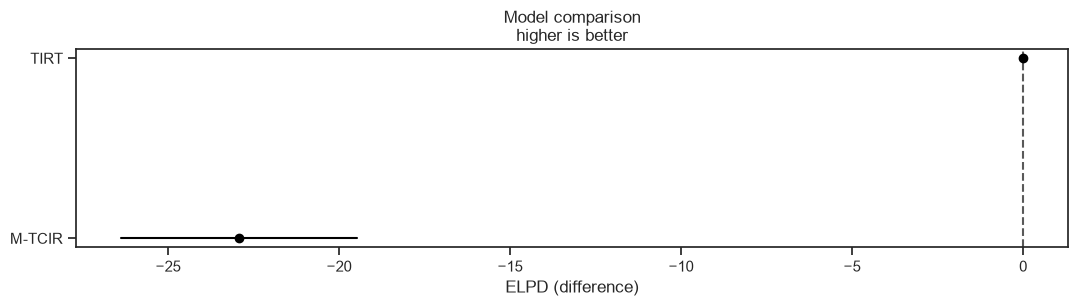 Model comparison
higher is better
TIRT
M-TCIR
−25
−20
−15
−10
−5
0
ELPD (difference)